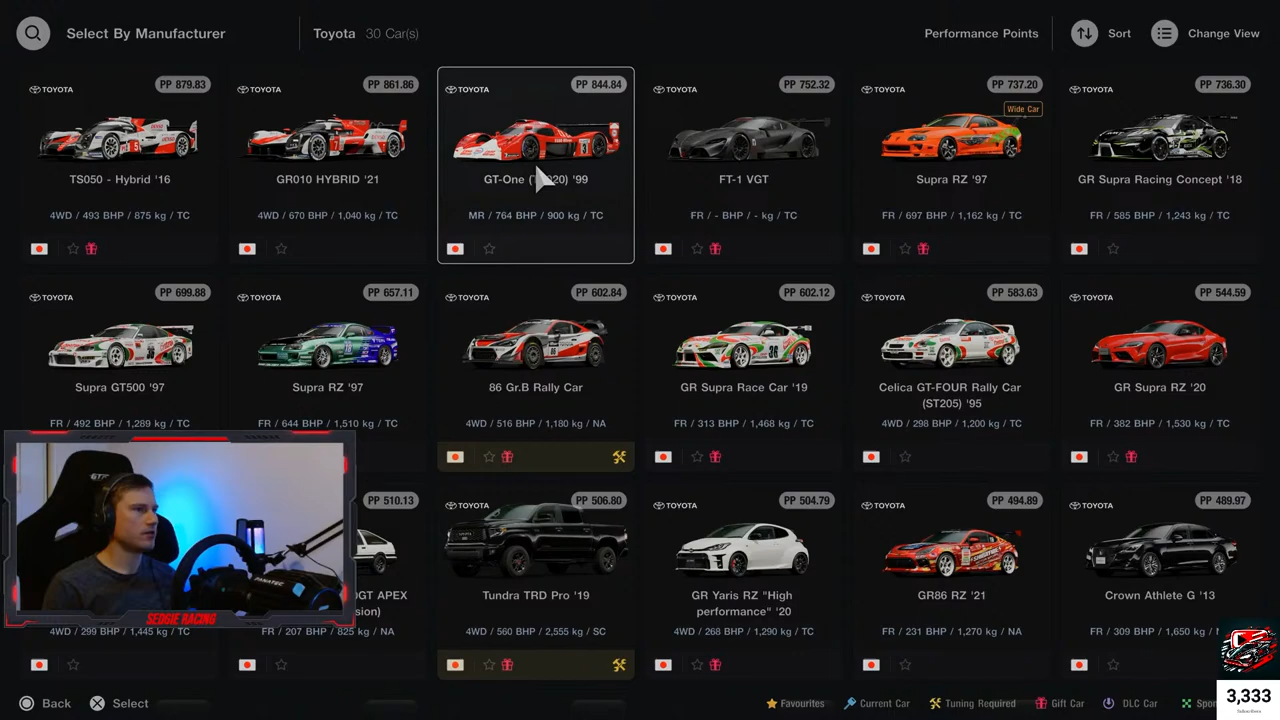 Select By Manufacturer
Toyota 30 Car(s)
Performance Points
Sort
Change View
TOYOTA PP 879.83
TS050 - Hybrid '16
4WD / 493 BHP / 875 kg / TC
TOYOTA PP 861.86
GR010 HYBRID '21
4WD / 670 BHP / 1,040 kg / TC
TOYOTA PP 844.84
GT-One ( 020) '99
MR / 764 BHP / 900 kg / TC
TOYOTA PP 752.32
FT-1 VGT
FR / - BHP / - kg / TC
TOYOTA PP 737.20
Wide Car
Supra RZ '97
FR / 697 BHP / 1,162 kg / TC
TOYOTA PP 736.30
GR Supra Racing Concept '18
FR / 585 BHP / 1,243 kg / TC
TOYOTA PP 699.88
Supra GT500 '97
FR / 492 BHP / 1,289 kg / TC
TOYOTA PP 657.11
Supra RZ '97
FR / 644 BHP / 1,510 kg / TC
TOYOTA PP 602.84
86 Gr.B Rally Car
4WD / 516 BHP / 1,180 kg / NA
TOYOTA PP 602.12
GR Supra Race Car '19
FR / 313 BHP / 1,468 kg / TC
TOYOTA PP 583.63
Celica GT-FOUR Rally Car
(ST205) '95
4WD / 298 BHP / 1,200 kg / TC
TOYOTA PP 544.59
GR Supra RZ '20
FR / 382 BHP / 1,530 kg / TC
4WD / 299 BHP / 1,445 kg / TC
PP 510.13
GT APEX
FR / 207 BHP / 825 kg / NA
TOYOTA PP 506.80
Tundra TRD Pro '19
4WD / 560 BHP / 2,555 kg / SC
TOYOTA PP 504.79
GR Yaris RZ "High
performance" '20
4WD / 268 BHP / 1,290 kg / TC
TOYOTA PP 494.89
GR86 RZ '21
FR / 231 BHP / 1,270 kg / NA
TOYOTA PP 489.97
Crown Athlete G '13
FR / 309 BHP / 1,650 kg /
FANATEC
SEDGIE RACING
Back
Select
Favourites
Current Car
Tuning Required
Gift Car
DLC Car
3,333
Subscribers